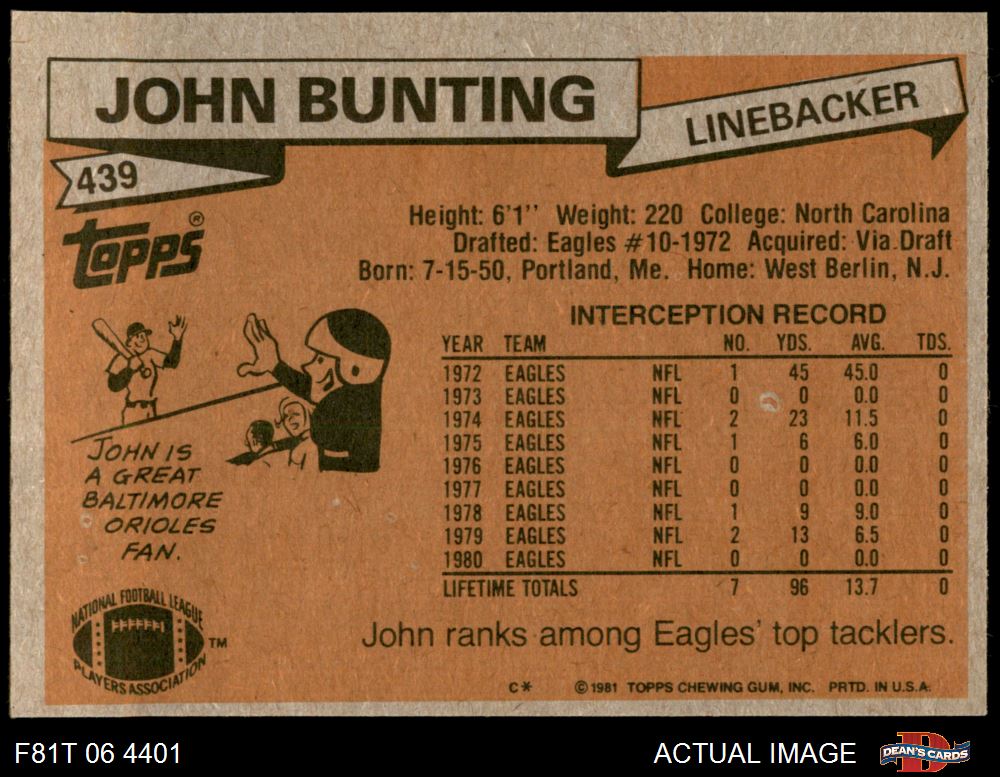 JOHN BUNTING
LINEBACKER
439
TOPPS®
Height: 6'1'' Weight: 220 College: North Carolina
Drafted: Eagles #10-1972 Acquired: Via Draft
Born: 7-15-50, Portland, Me. Home: West Berlin, N.J.
INTERCEPTION RECORD
YEAR TEAM NO. YDS. AVG. TDS.
1972 EAGLES NFL 1 45 45.0 0
1973 EAGLES NFL 0 0 0.0 0
1974 EAGLES NFL 2 23 11.5 0
1975 EAGLES NFL 1 6 6.0 0
1976 EAGLES NFL 0 0 0.0 0
1977 EAGLES NFL 0 0 0.0 0
1978 EAGLES NFL 1 9 9.0 0
1979 EAGLES NFL 2 13 6.5 0
1980 EAGLES NFL 0 0 0.0 0
LIFETIME TOTALS 7 96 13.7 0
JOHN IS
A GREAT
BALTIMORE
ORIOLES
FAN.
John ranks among Eagles' top tacklers.
NATIONAL FOOTBALL LEAGUE
PLAYERS ASSOCIATION
TM
C* © 1981 TOPPS CHEWING GUM, INC. PRTD. IN U.S.A.
F81T 06 4401
ACTUAL IMAGE
D
DEAN'S CARDS